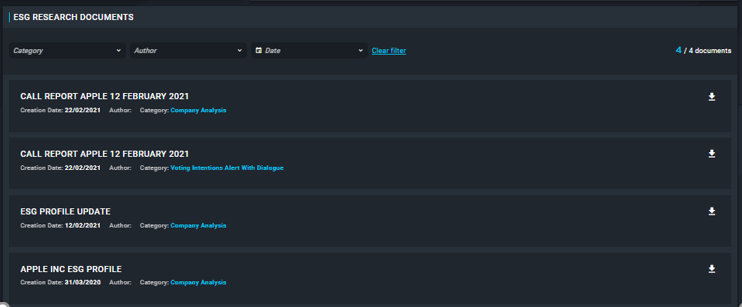 ESG RESEARCH DOCUMENTS
Category Author Date Clear filter 4 / 4 documents
CALL REPORT APPLE 12 FEBRUARY 2021
Creation Date: 22/02/2021 Author: Category: Company Analysis
CALL REPORT APPLE 12 FEBRUARY 2021
Creation Date: 22/02/2021 Author: Category: Voting Intentions Alert With Dialogue
ESG PROFILE UPDATE
Creation Date: 12/02/2021 Author: Category: Company Analysis
APPLE INC ESG PROFILE
Creation Date: 31/03/2020 Author: Category: Company Analysis